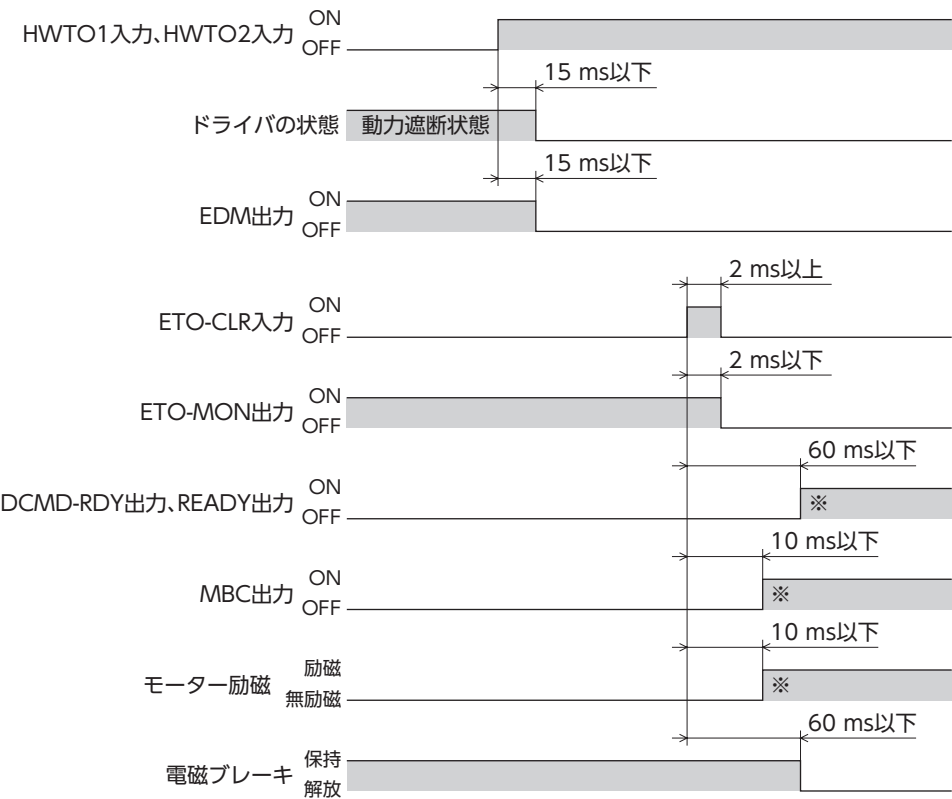 HWTO1入力、HWTO2入力 ON
OFF
15 ms以下
ドライバの状態 動力遮断状態
15 ms以下
EDM出力 ON
OFF
2 ms以上
ETO-CLR入力 ON
OFF
2 ms以下
ETO-MON出力 ON
OFF
60 ms以下
DCMD-RDY出力、READY出力 ON
OFF ※
10 ms以下
MBC出力 ON
OFF ※
10 ms以下
モーター励磁 励磁
無励磁 ※
60 ms以下
電磁ブレーキ 保持
解放